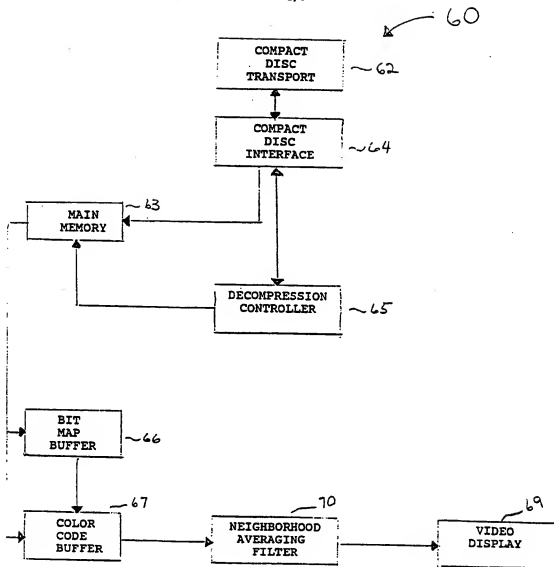 60
COMPACT
DISC
TRANSPORT
62
COMPACT
DISC
INTERFACE
64
63
MAIN
MEMORY
DECOMPRESSION
CONTROLLER
65
BIT
MAP
BUFFER
66
67
COLOR
CODE
BUFFER
70
NEIGHBORHOOD
AVERAGING
FILTER
69
VIDEO
DISPLAY